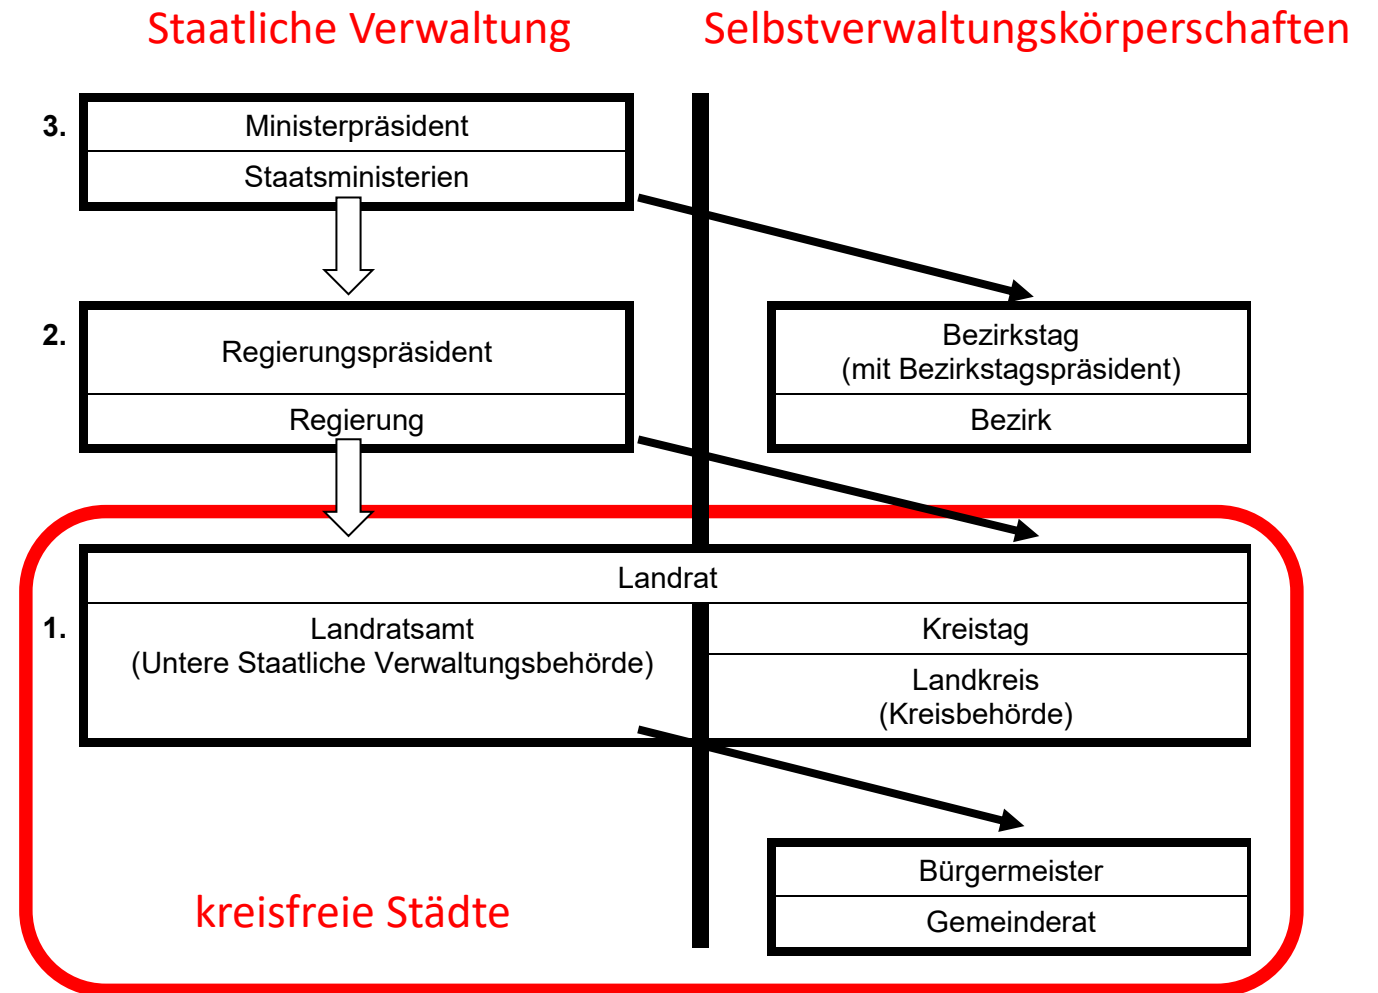 Staatliche Verwaltung
Selbstverwaltungskörperschaften
3.
Ministerpräsident
Staatsministerien
2.
Regierungspräsident
Regierung
Bezirkstag
(mit Bezirkstagspräsident)
Bezirk
Landrat
1.
Landratsamt
(Untere Staatliche Verwaltungsbehörde)
Kreistag
Landkreis
(Kreisbehörde)
kreisfreie Städte
Bürgermeister
Gemeinderat